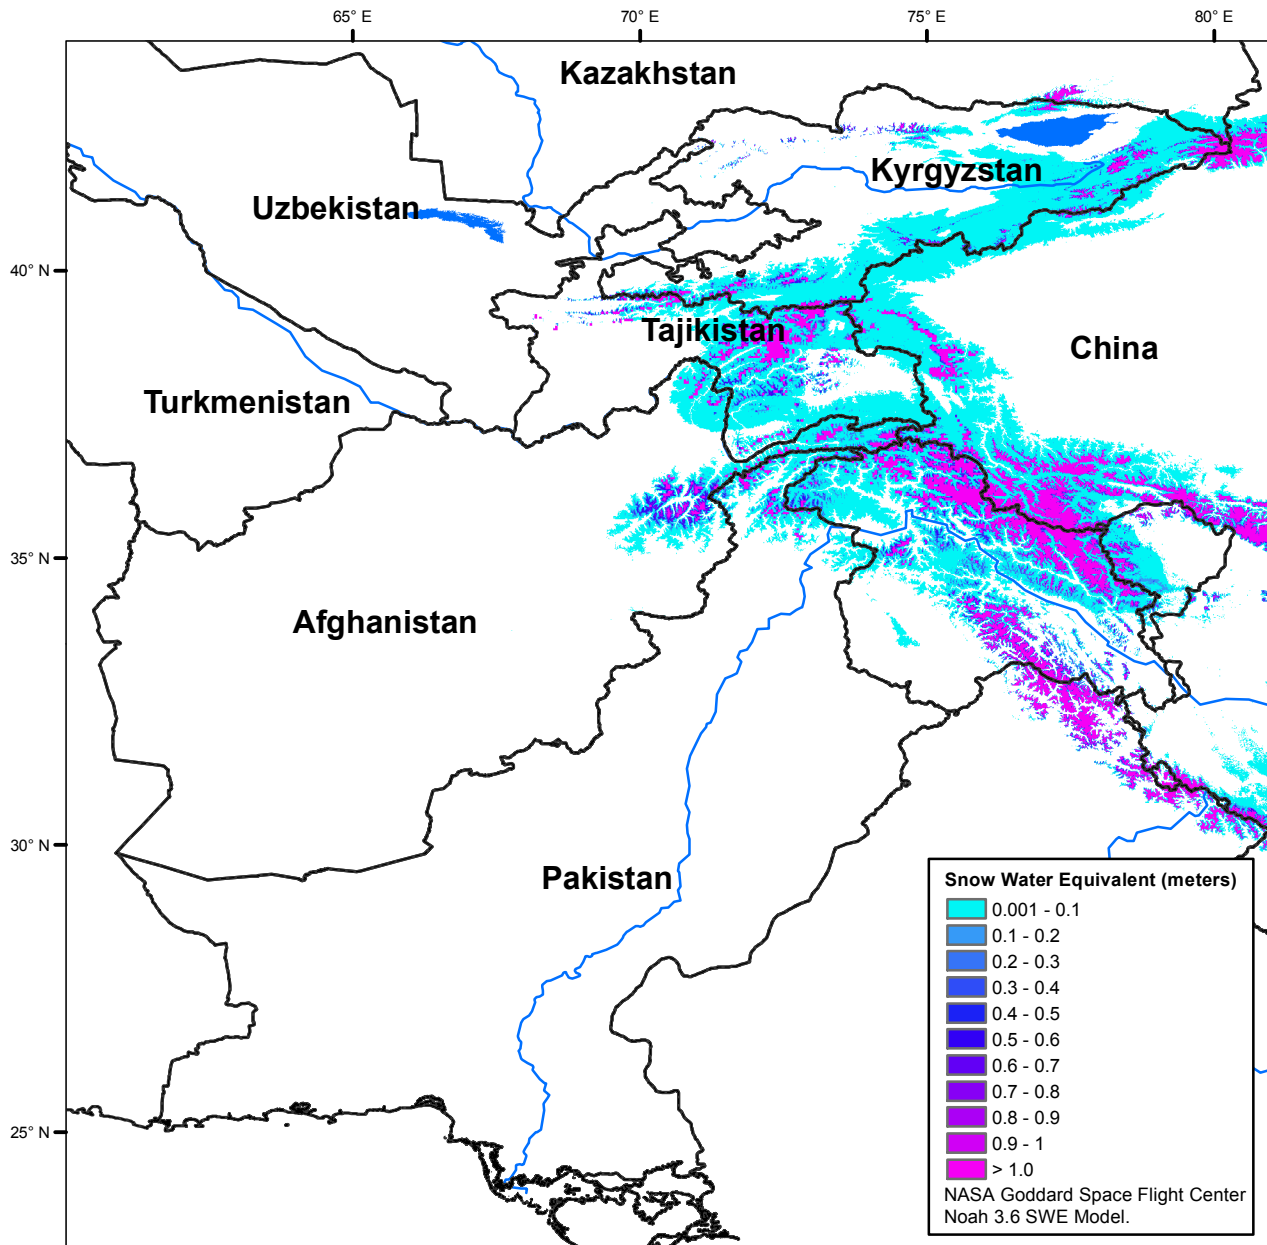 65° E
70° E
75° E
80° E
Kazakhstan
Kyrgyzstan
Uzbekistan
40° N
Tajikistan
China
Turkmenistan
35° N
Afghanistan
30° N
Pakistan
25° N
Snow Water Equivalent (meters)
0.001 - 0.1
0.1 - 0.2
0.2 - 0.3
0.3 - 0.4
0.4 - 0.5
0.5 - 0.6
0.6 - 0.7
0.7 - 0.8
0.8 - 0.9
0.9 - 1
> 1.0
NASA Goddard Space Flight Center
Noah 3.6 SWE Model.